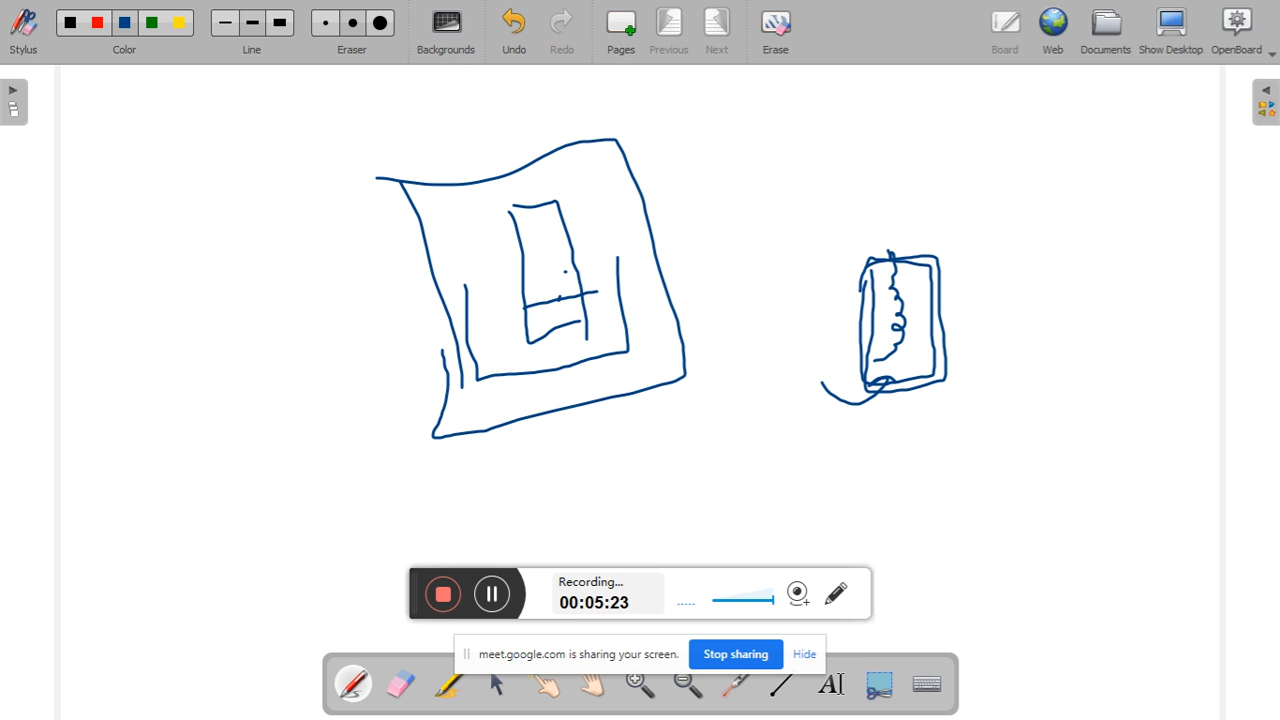 Stylus Color Line Eraser Backgrounds Undo Redo Pages Previous Next Erase Board Web Documents Show Desktop OpenBoard
Recording...
00:05:23
meet.google.com is sharing your screen. Stop sharing Hide
AI